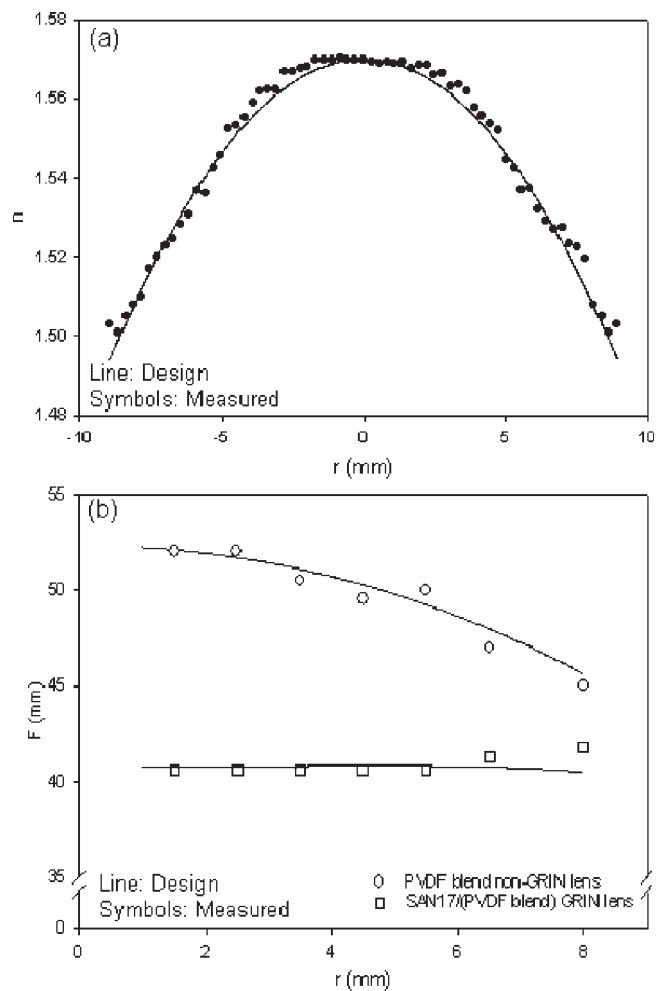 (a)
1.58
1.56
1.54
1.52
1.50
1.48
n
Line: Design
Symbols: Measured
-10 -5 0 5 10
r (mm)
(b)
55
50
45
40
35
0
F (mm)
Line: Design
Symbols: Measured
PVDF blend non-GRIN lens
SAN17/(PVDF blend) GRIN lens
0 2 4 6 8
r (mm)